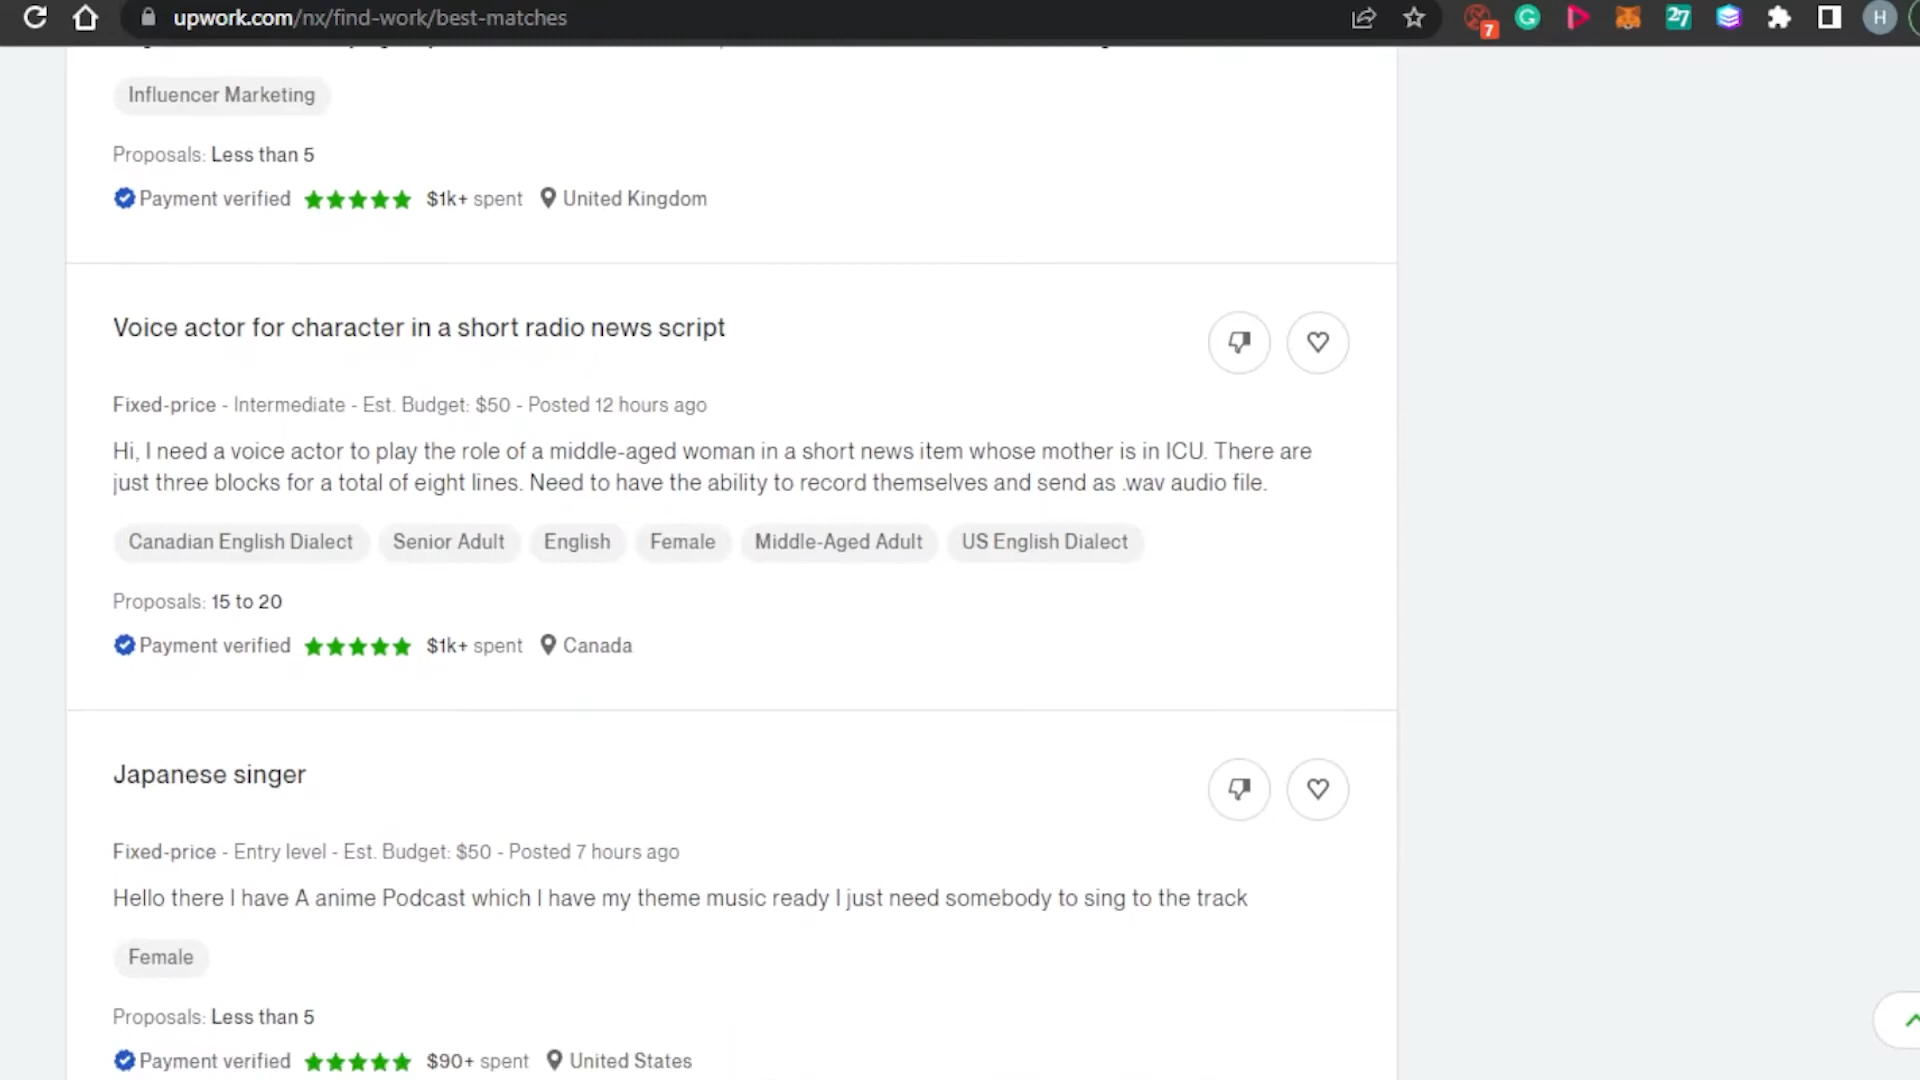 upwork.com/nx/find-work/best-matches
7
27
H
Influencer Marketing
Proposals: Less than 5
Payment verified $1k+ spent United Kingdom
Voice actor for character in a short radio news script
Fixed-price - Intermediate - Est. Budget: $50 - Posted 12 hours ago
Hi, I need a voice actor to play the role of a middle-aged woman in a short news item whose mother is in ICU. There are
just three blocks for a total of eight lines. Need to have the ability to record themselves and send as .wav audio file.
Canadian English Dialect Senior Adult English Female Middle-Aged Adult US English Dialect
Proposals: 15 to 20
Payment verified $1k+ spent Canada
Japanese singer
Fixed-price - Entry level - Est. Budget: $50 - Posted 7 hours ago
Hello there I have A anime Podcast which I have my theme music ready I just need somebody to sing to the track
Female
Proposals: Less than 5
Payment verified $90+ spent United States